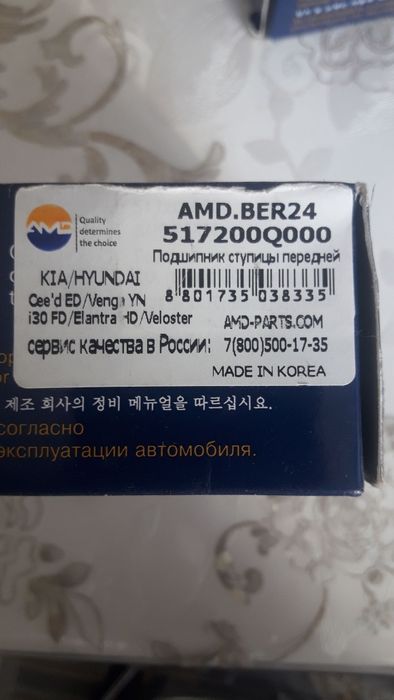 AMD
Quality
determines
the choice
AMD.BER24
517200Q000
Подшипник ступицы передней
KIA/HYUNDAI
Cee'd ED/Venga YN
i30 FD/Elantra HD/Veloster
8 801735 038335
AMD-PARTS.COM
сервис качества в России: 7(800)500-17-35
MADE IN KOREA
제조 회사의 정비 메뉴얼을 따르십시요.
согласно
эксплуатации автомобиля.